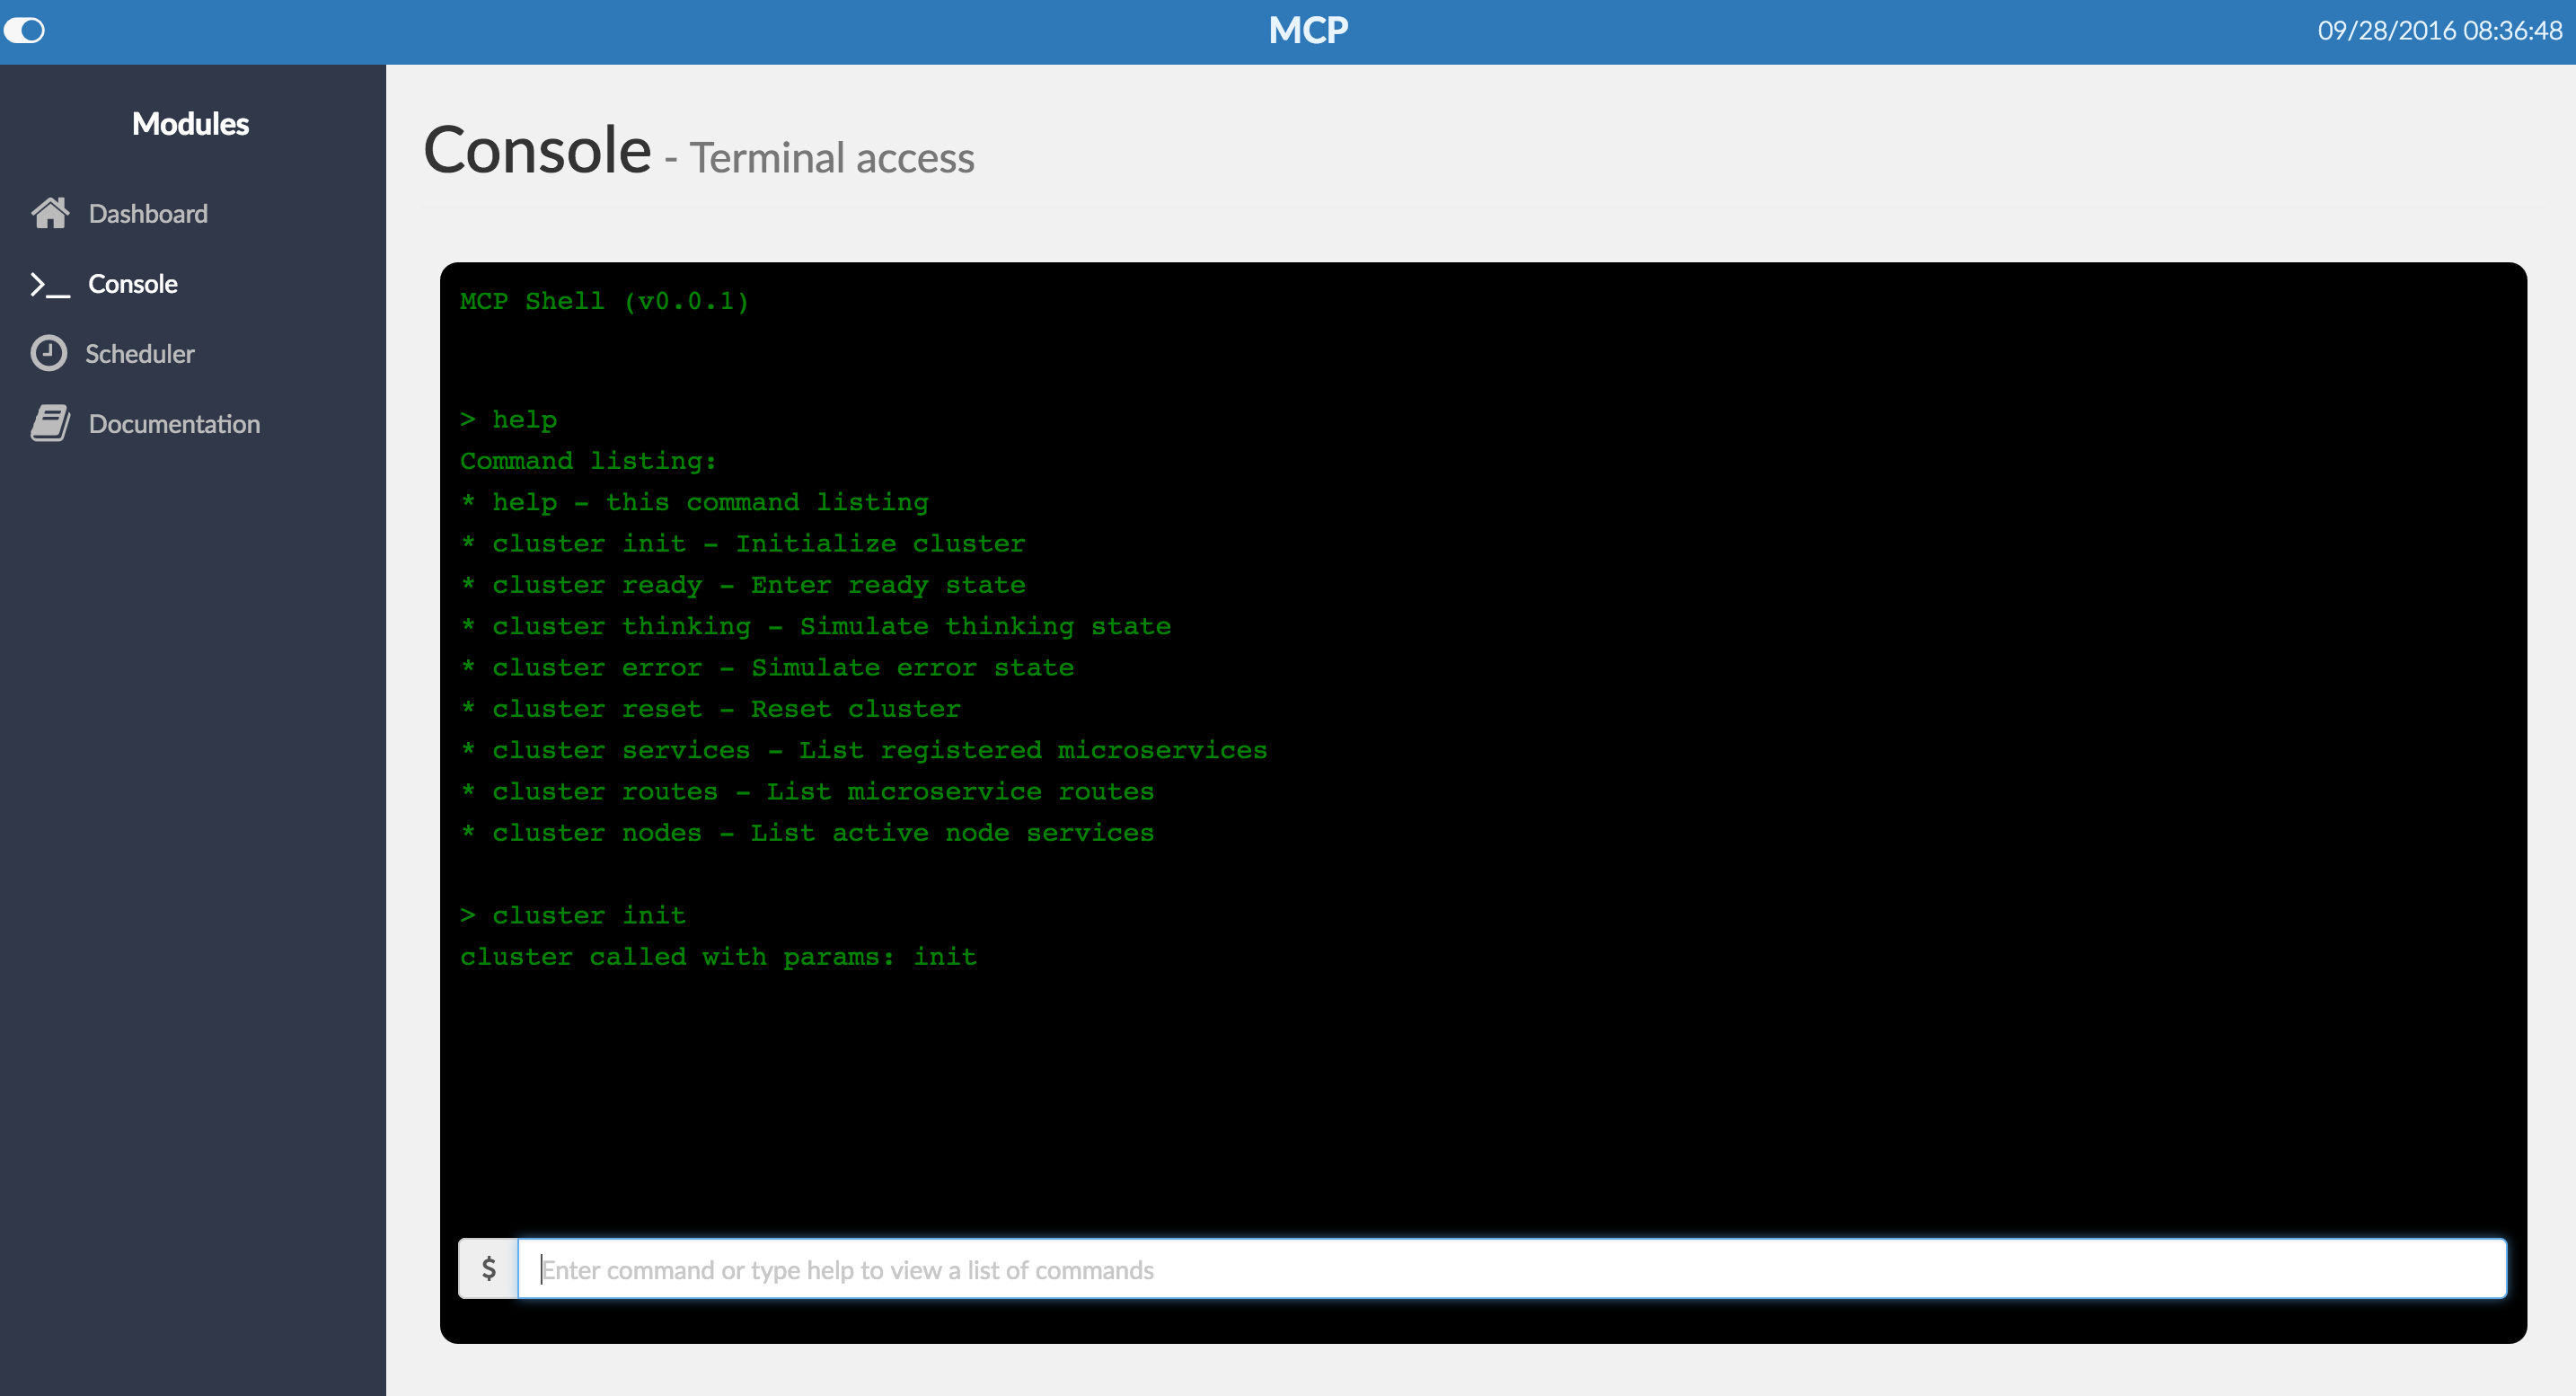 MCP
09/28/2016 08:36:48
Modules
Dashboard
Console
Scheduler
Documentation
Console - Terminal access
MCP Shell (v0.0.1)
> help
Command listing:
* help - this command listing
* cluster init - Initialize cluster
* cluster ready - Enter ready state
* cluster thinking - Simulate thinking state
* cluster error - Simulate error state
* cluster reset - Reset cluster
* cluster services - List registered microservices
* cluster routes - List microservice routes
* cluster nodes - List active node services
> cluster init
cluster called with params: init
$ Enter command or type help to view a list of commands